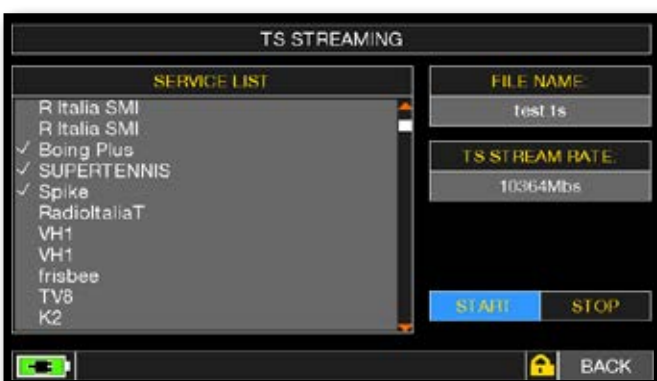 TS STREAMING
SERVICE LIST
R Italia SMI
R Italia SMI
✓ Boing Plus
✓ SUPERTENNIS
✓ Spike
RadioItaliaT
VH1
VH1
frisbee
TV8
K2
FILE NAME:
test.ts
TS STREAM RATE:
10364Mbs
START STOP
BACK